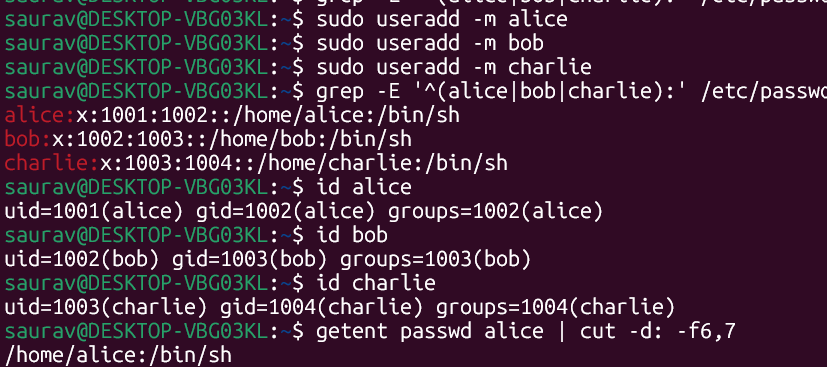 saurav@DESKTOP-VBG03KL:~$ sudo useradd -m alice
saurav@DESKTOP-VBG03KL:~$ sudo useradd -m bob
saurav@DESKTOP-VBG03KL:~$ sudo useradd -m charlie
saurav@DESKTOP-VBG03KL:~$ grep -E '^(alice|bob|charlie):' /etc/passwd
alice:x:1001:1002::/home/alice:/bin/sh
bob:x:1002:1003::/home/bob:/bin/sh
charlie:x:1003:1004::/home/charlie:/bin/sh
saurav@DESKTOP-VBG03KL:~$ id alice
uid=1001(alice) gid=1002(alice) groups=1002(alice)
saurav@DESKTOP-VBG03KL:~$ id bob
uid=1002(bob) gid=1003(bob) groups=1003(bob)
saurav@DESKTOP-VBG03KL:~$ id charlie
uid=1003(charlie) gid=1004(charlie) groups=1004(charlie)
saurav@DESKTOP-VBG03KL:~$ getent passwd alice | cut -d: -f6,7
/home/alice:/bin/sh